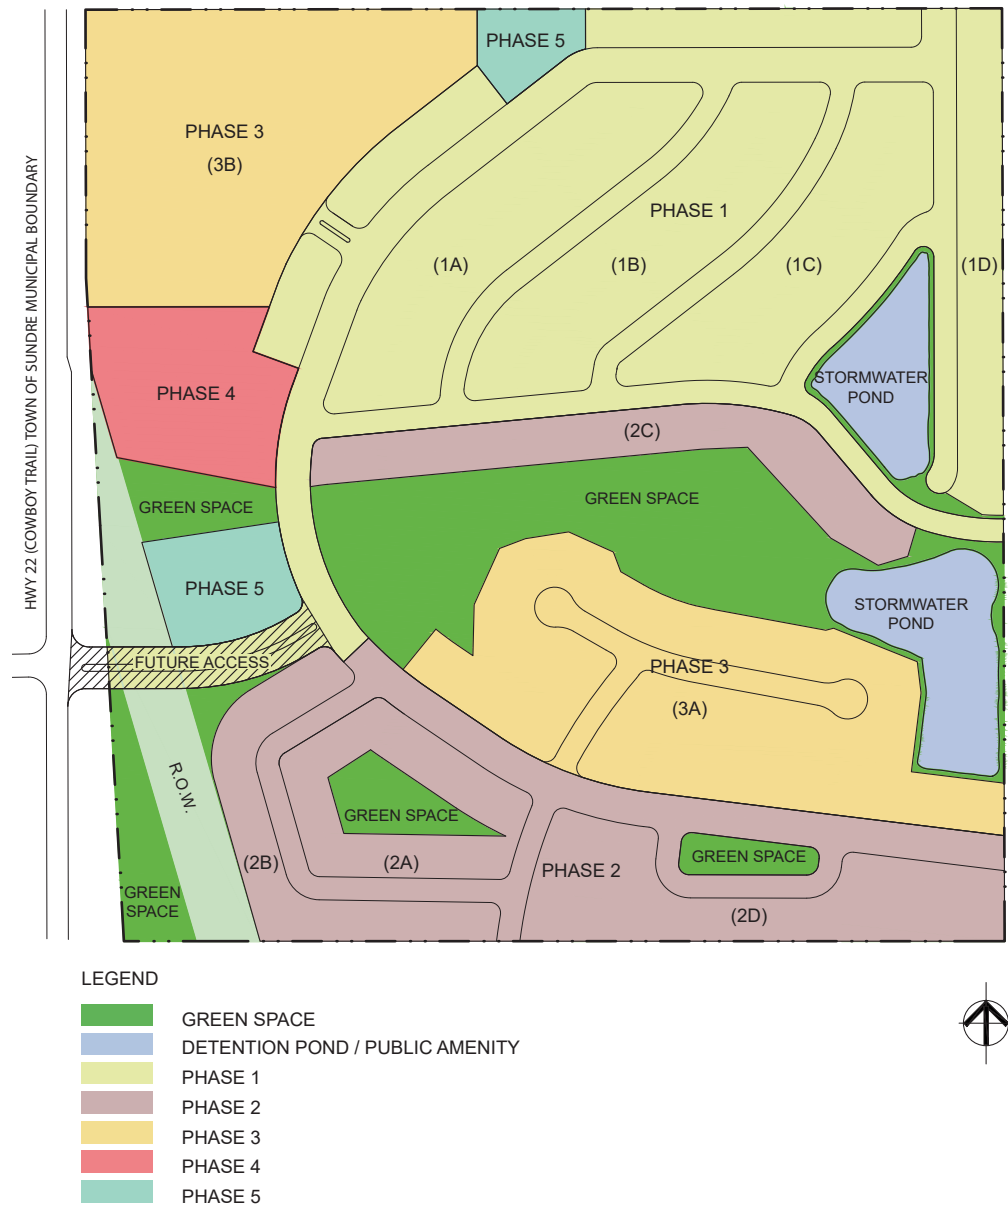 PHASE 5
PHASE 3
(3B)
PHASE 1
(1A)
(1B)
(1C)
(1D)
HWY 22 (COWBOY TRAIL) TOWN OF SUNDRE MUNICIPAL BOUNDARY
STORMWATER
POND
PHASE 4
(2C)
GREEN SPACE
GREEN SPACE
PHASE 5
STORMWATER
POND
FUTURE ACCESS
PHASE 3
(3A)
R.O.W.
GREEN SPACE
(2B)
(2A)
PHASE 2
GREEN SPACE
(2D)
GREEN
SPACE
LEGEND
GREEN SPACE
DETENTION POND / PUBLIC AMENITY
PHASE 1
PHASE 2
PHASE 3
PHASE 4
PHASE 5